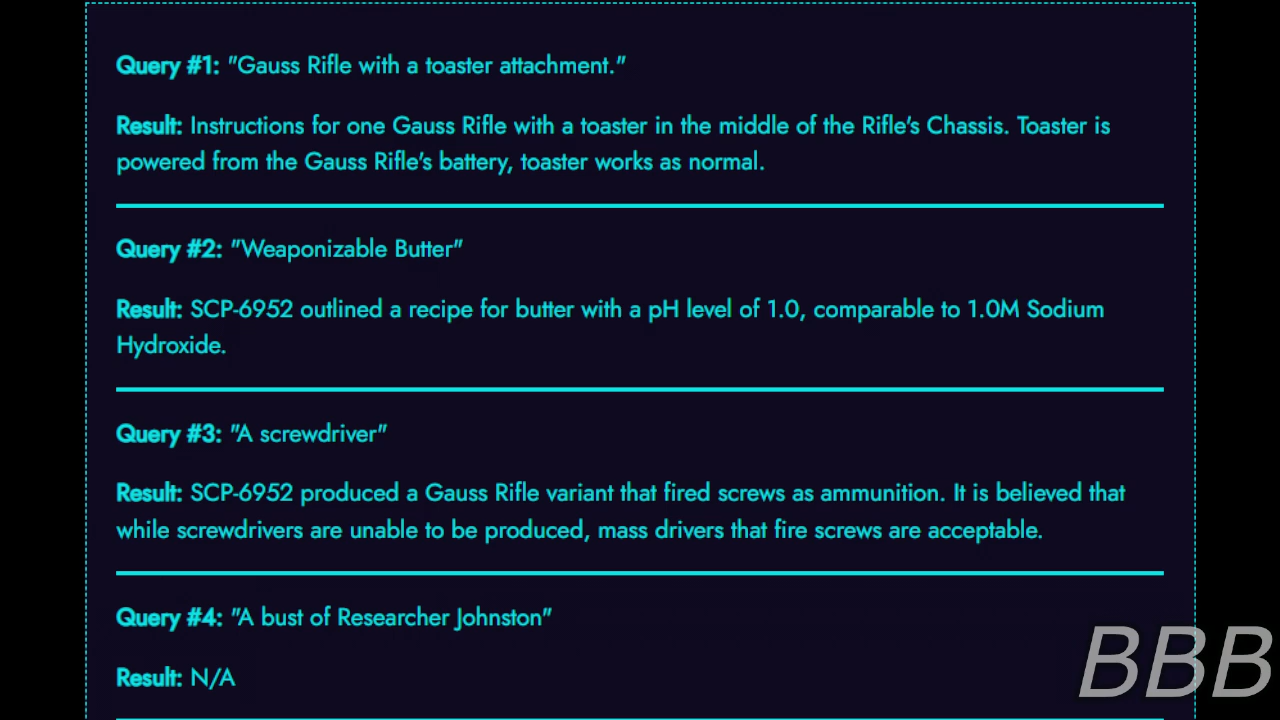 Query #1: "Gauss Rifle with a toaster attachment."
Result: Instructions for one Gauss Rifle with a toaster in the middle of the Rifle's Chassis. Toaster is
powered from the Gauss Rifle's battery, toaster works as normal.
Query #2: "Weaponizable Butter"
Result: SCP-6952 outlined a recipe for butter with a pH level of 1.0, comparable to 1.0M Sodium
Hydroxide.
Query #3: "A screwdriver"
Result: SCP-6952 produced a Gauss Rifle variant that fired screws as ammunition. It is believed that
while screwdrivers are unable to be produced, mass drivers that fire screws are acceptable.
Query #4: "A bust of Researcher Johnston"
Result: N/A
BBB